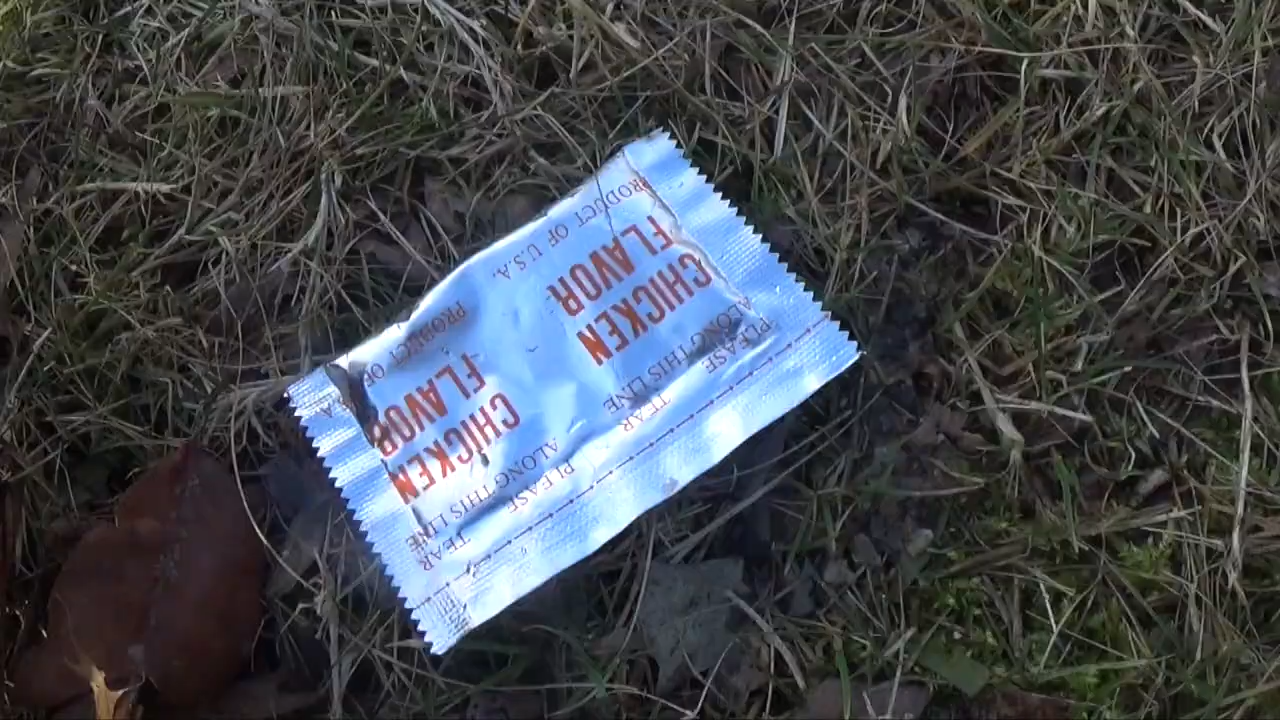 PLEASE TEAR
ALONG THIS LINE
CHICKEN
FLAVOR
PRODUCT OF U.S.A.
PLEASE TEAR
ALONG THIS LINE
CHICKEN
FLAVOR
PRODUCT OF